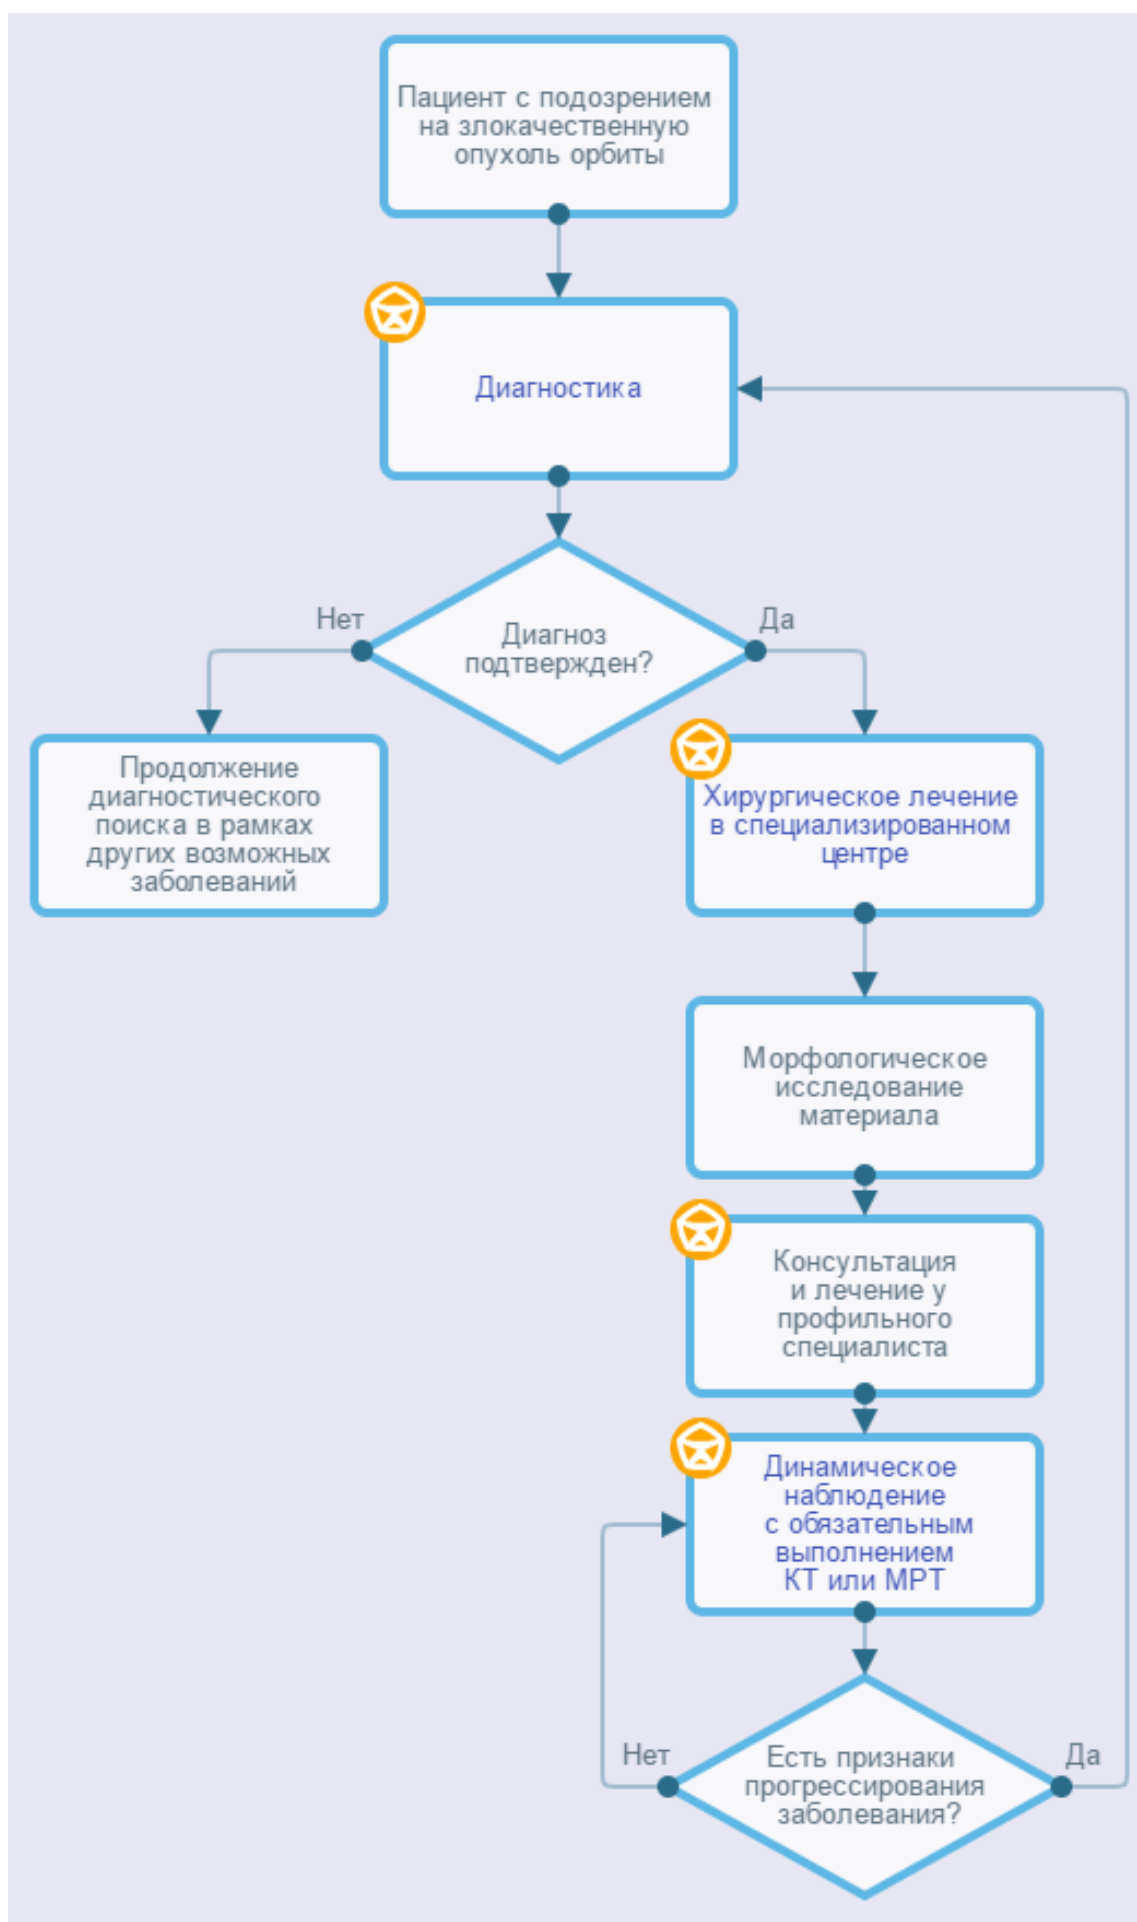 Пациент с подозрением
на злокачественную
опухоль орбиты
Диагностика
Нет
Диагноз
подтвержден?
Да
Продолжение
диагностического
поиска в рамках
других возможных
заболеваний
Хирургическое лечение
в специализированном
центре
Морфологическое
исследование
материала
Консультация
и лечение у
профильного
специалиста
Динамическое
наблюдение
с обязательным
выполнением
КТ или МРТ
Нет
Есть признаки
прогрессирования
заболевания?
Да